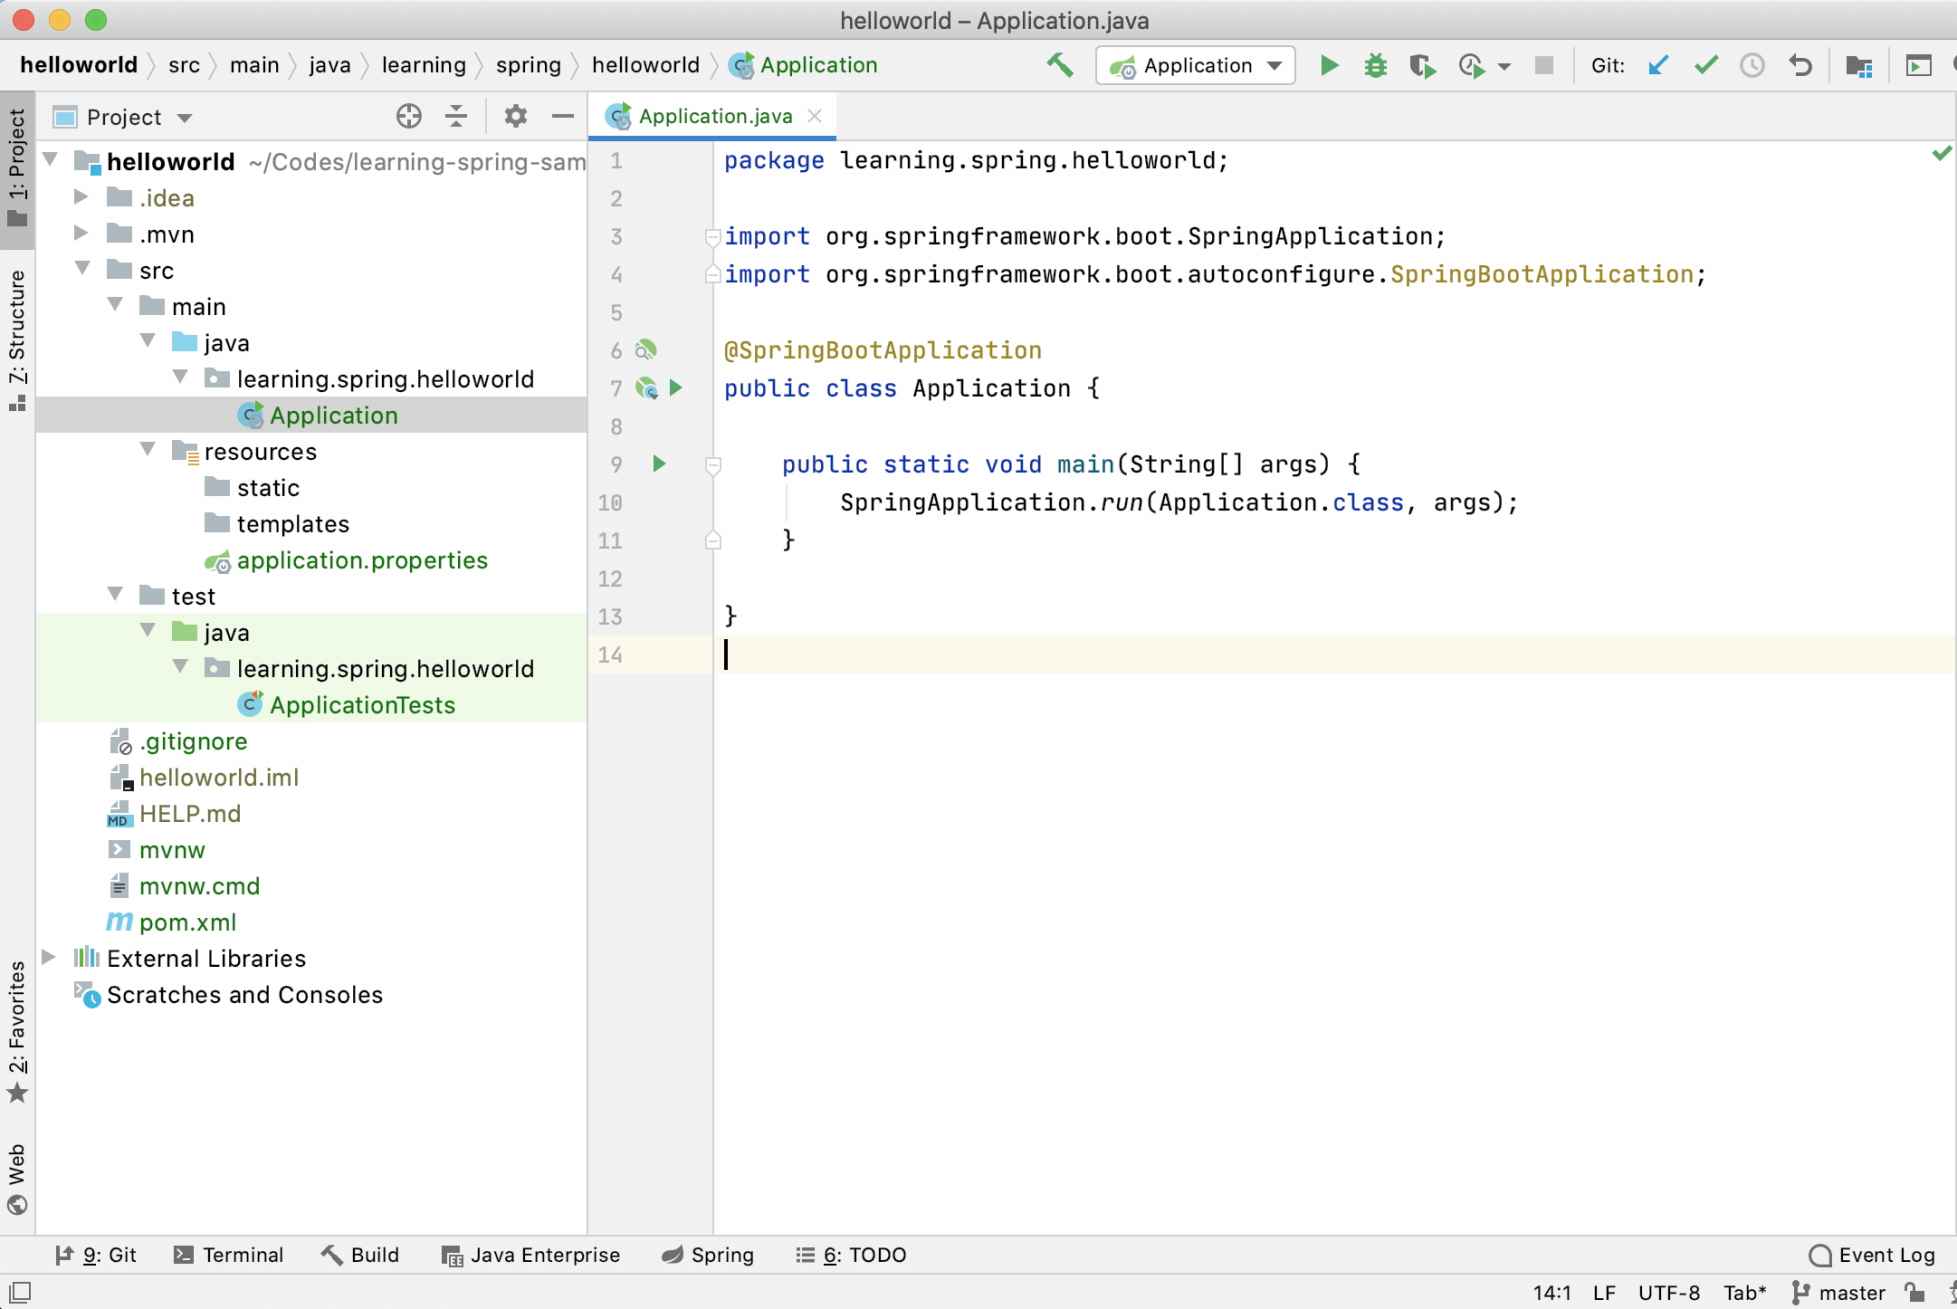 helloworld – Application.java
helloworld src main java learning spring helloworld Application Application Git:
1: Project
7: Structure
2: Favorites
Web
Project
helloworld ~/Codes/learning-spring-sam
.idea
.mvn
src
main
java
learning.spring.helloworld
Application
resources
static
templates
application.properties
test
java
learning.spring.helloworld
ApplicationTests
.gitignore
helloworld.iml
HELP.md
mvnw
mvnw.cmd
pom.xml
External Libraries
Scratches and Consoles
Application.java
1 package learning.spring.helloworld;
2
3 import org.springframework.boot.SpringApplication;
4 import org.springframework.boot.autoconfigure.SpringBootApplication;
5
6 @SpringBootApplication
7 public class Application {
8
9 public static void main(String[] args) {
10 SpringApplication.run(Application.class, args);
11 }
12
13 }
14
9: Git Terminal Build Java Enterprise Spring 6: TODO Event Log
14:1 LF UTF-8 Tab* master